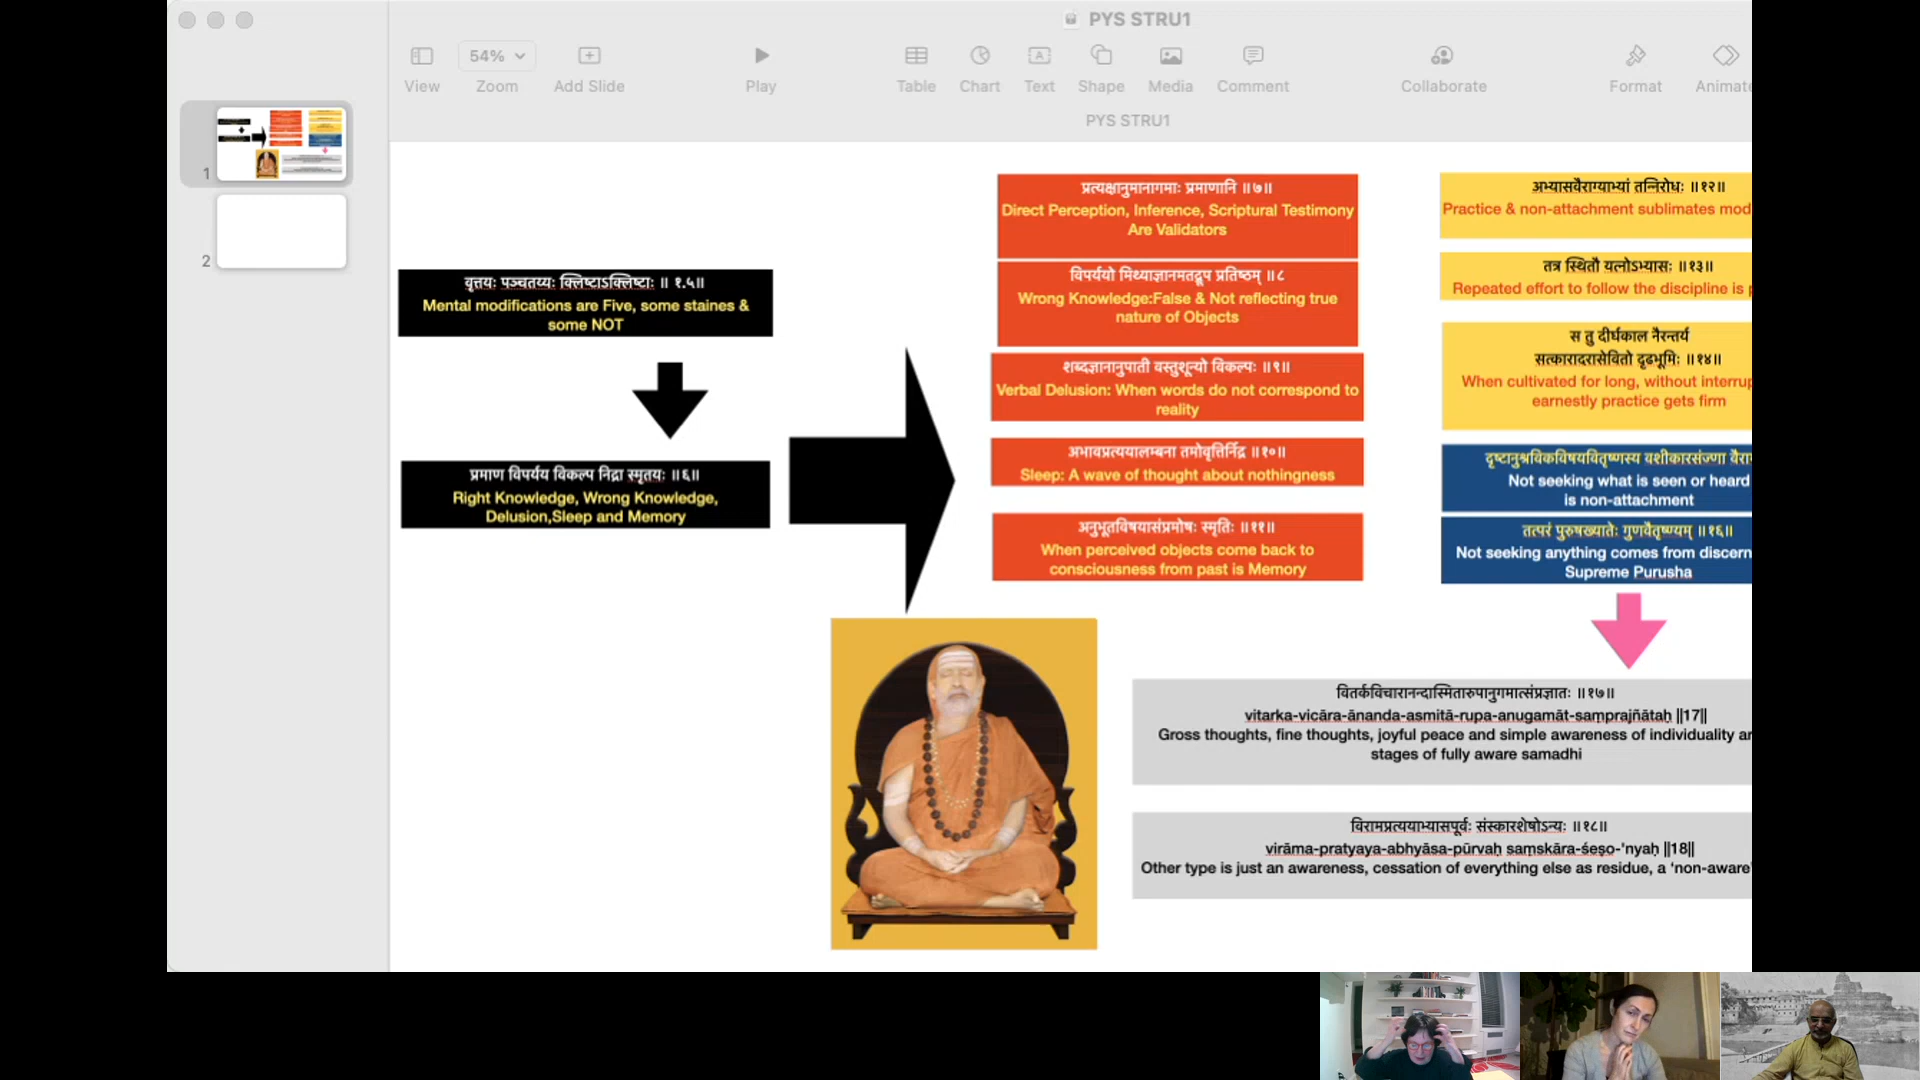 PYS STRU1
54%
View
Zoom
Add Slide
Play
Table
Chart
Text
Shape
Media
Comment
Collaborate
Format
Animate
PYS STRU1
1
2
वृत्तयः पञ्चतय्यः क्लिष्टाऽक्लिष्टाः ॥ १.५॥
Mental modifications are Five, some staines &
some NOT
प्रमाण विपर्यय विकल्प निद्रा स्मृतयः ॥६॥
Right Knowledge, Wrong Knowledge,
Delusion,Sleep and Memory
प्रत्यक्षानुमानागमाः प्रमाणानि ॥७॥
Direct Perception, Inference, Scriptural Testimony
Are Validators
विपर्ययो मिथ्याज्ञानमतद्रूप प्रतिष्ठम् ॥८
Wrong Knowledge:False & Not reflecting true
nature of Objects
शब्दज्ञानानुपाती वस्तुशून्यो विकल्पः ॥९॥
Verbal Delusion: When words do not correspond to
reality
अभावप्रत्ययालम्बना तमोवृत्तिर्निद्र ॥१०॥
Sleep: A wave of thought about nothingness
अनुभूतविषयासंप्रमोषः स्मृतिः ॥११॥
When perceived objects come back to
consciousness from past is Memory
अभ्यासवैराग्याभ्यां तन्निरोधः ॥१२॥
Practice & non-attachment sublimates mod
तत्र स्थितौ यत्नोऽभ्यासः ॥१३॥
Repeated effort to follow the discipline is p
स तु दीर्घकाल नैरन्तर्य
सत्कारादरासेवितो दृढभूमिः ॥१४॥
When cultivated for long, without interrup
earnestly practice gets firm
दृष्टानुश्रविकविषयवितृष्णस्य वशीकारसंज्णा वैरा
Not seeking what is seen or heard
is non-attachment
तत्परं पुरुषख्यातेः गुणवैतृष्ण्यम् ॥१६॥
Not seeking anything comes from discern
Supreme Purusha
वितर्कविचारानन्दास्मितारुपानुगमात्संप्रज्ञातः ॥१७॥
vitarka-vicāra-ānanda-asmitā-rupa-anugamāt-saṃprajñātaḥ ||17||
Gross thoughts, fine thoughts, joyful peace and simple awareness of individuality ar
stages of fully aware samadhi
विरामप्रत्ययाभ्यासपूर्वः संस्कारशेषोऽन्यः ॥१८॥
virāma-pratyaya-abhyāsa-pūrvaḥ saṃskāra-śeṣo-'nyaḥ ||18||
Other type is just an awareness, cessation of everything else as residue, a ‘non-aware’